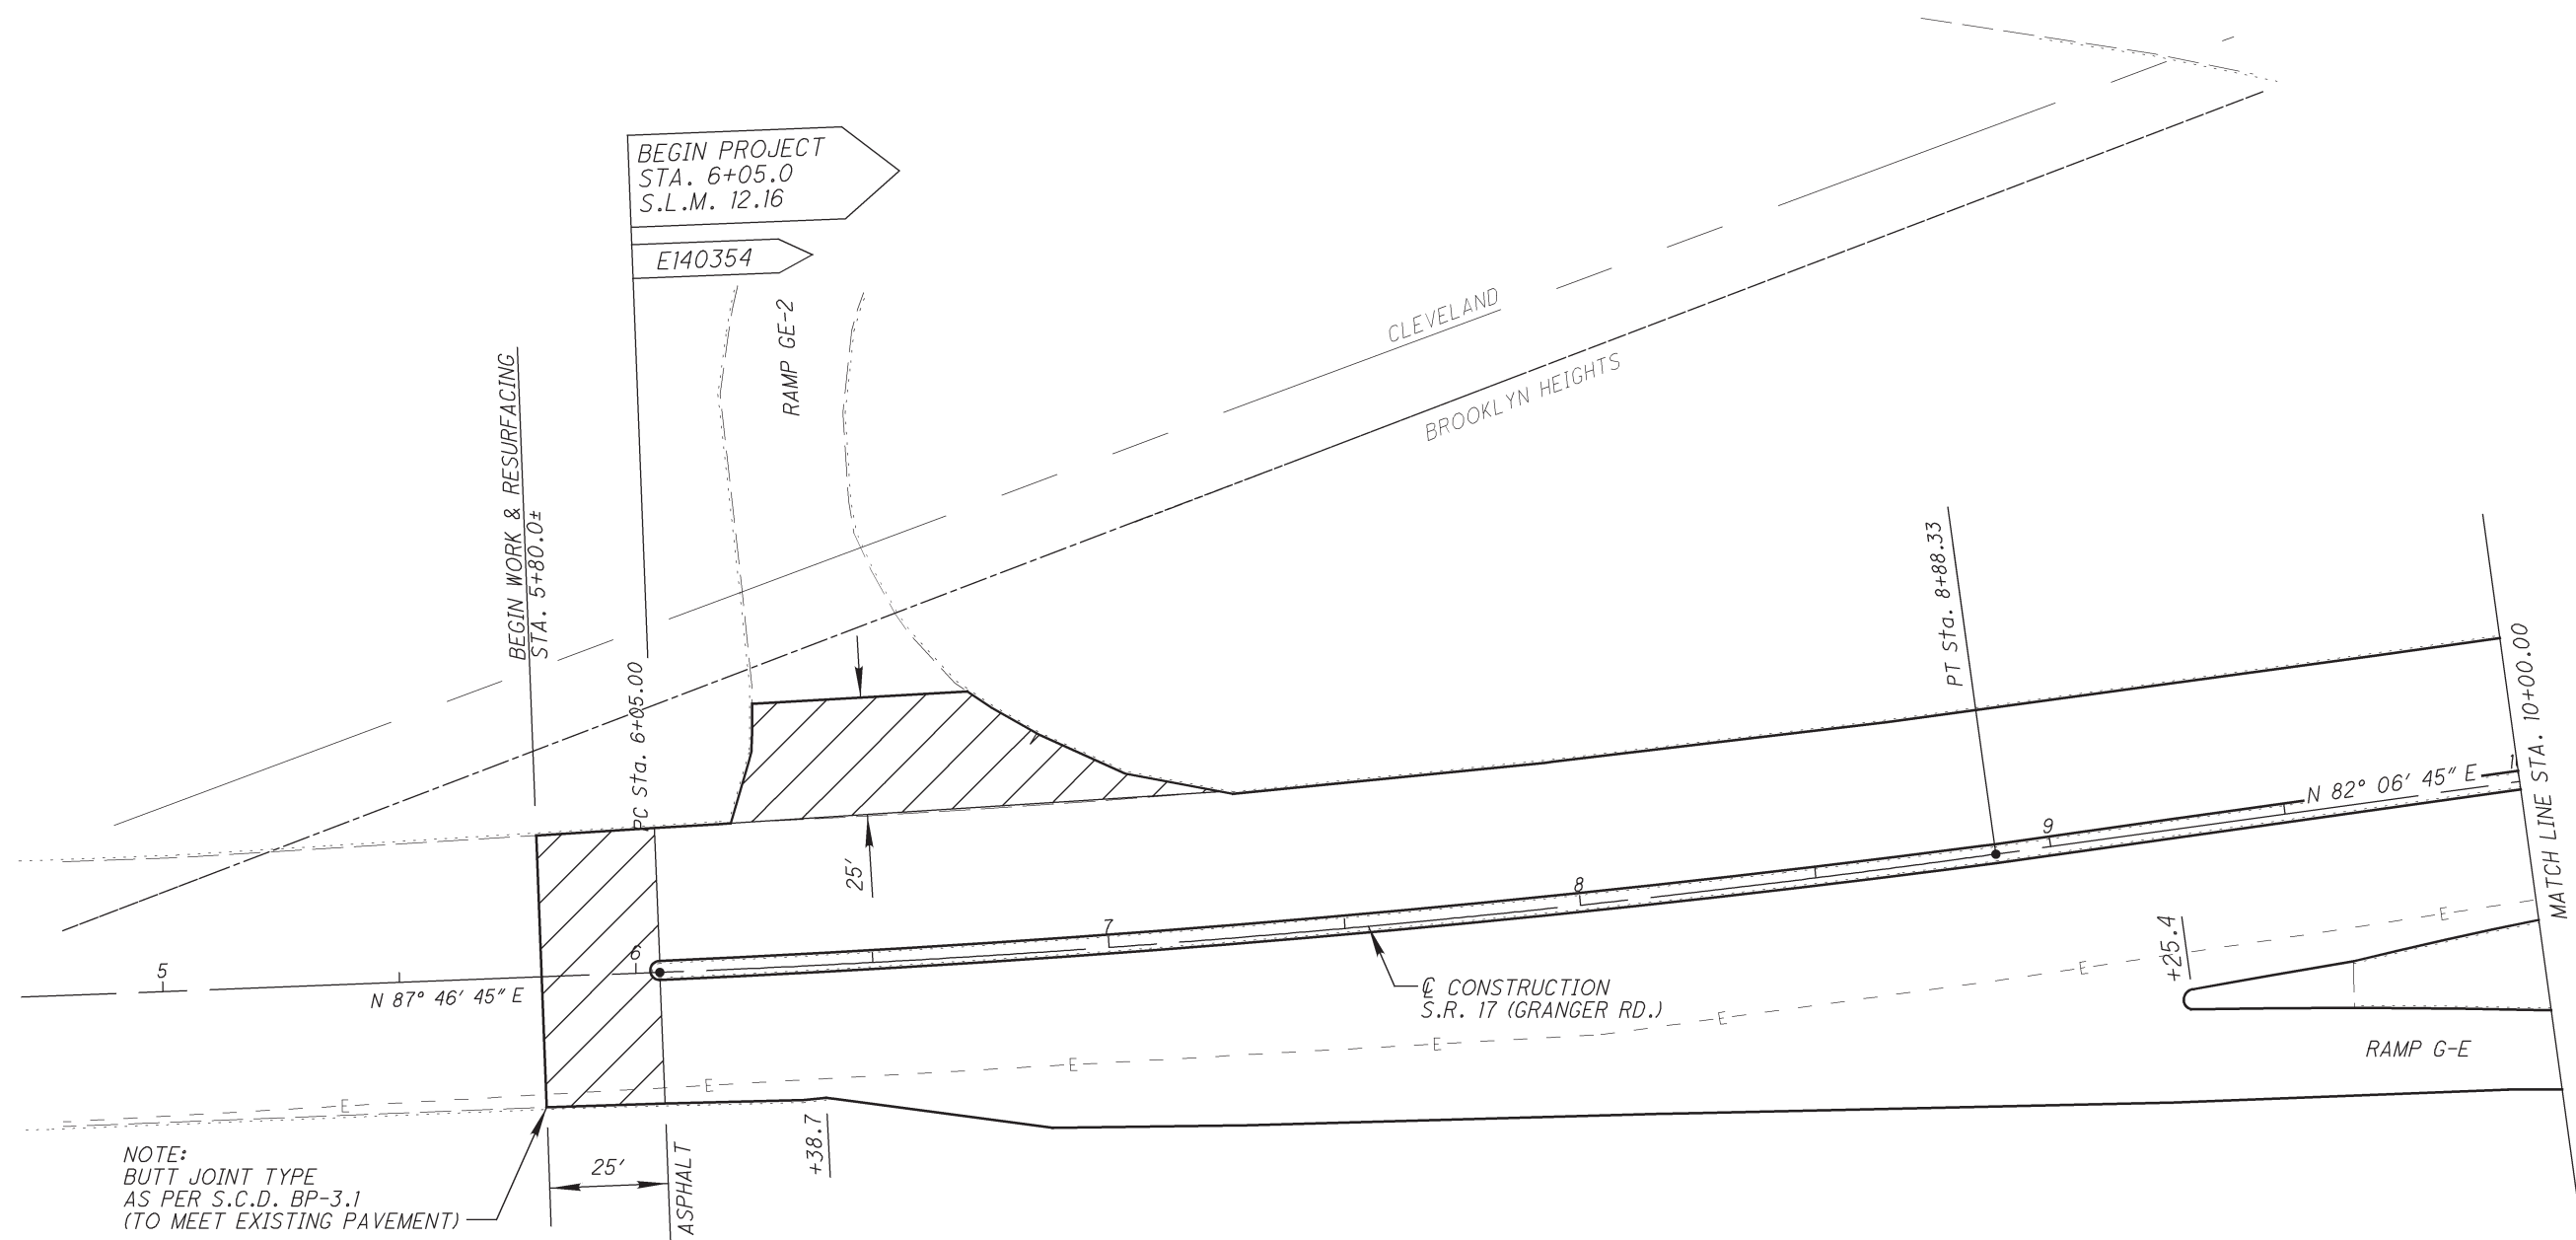 BEGIN PROJECT
STA. 6+05.0
S.L.M. 12.16
E140354
RAMP GE-2
CLEVELAND
BROOKLYN HEIGHTS
BEGIN WORK & RESURFACING
STA. 5+80.0±
PC Sta. 6+05.00
PT Sta. 8+88.33
MATCH LINE STA. 10+00.00
N 82° 06' 45" E
1
9
8
7
6
5
25'
N 87° 46' 45" E
℄ CONSTRUCTION
S.R. 17 (GRANGER RD.)
+25.4
E
E
E
E
E
E
E
RAMP G-E
+38.7
25'
ASPHALT
NOTE:
BUTT JOINT TYPE
AS PER S.C.D. BP-3.1
(TO MEET EXISTING PAVEMENT)